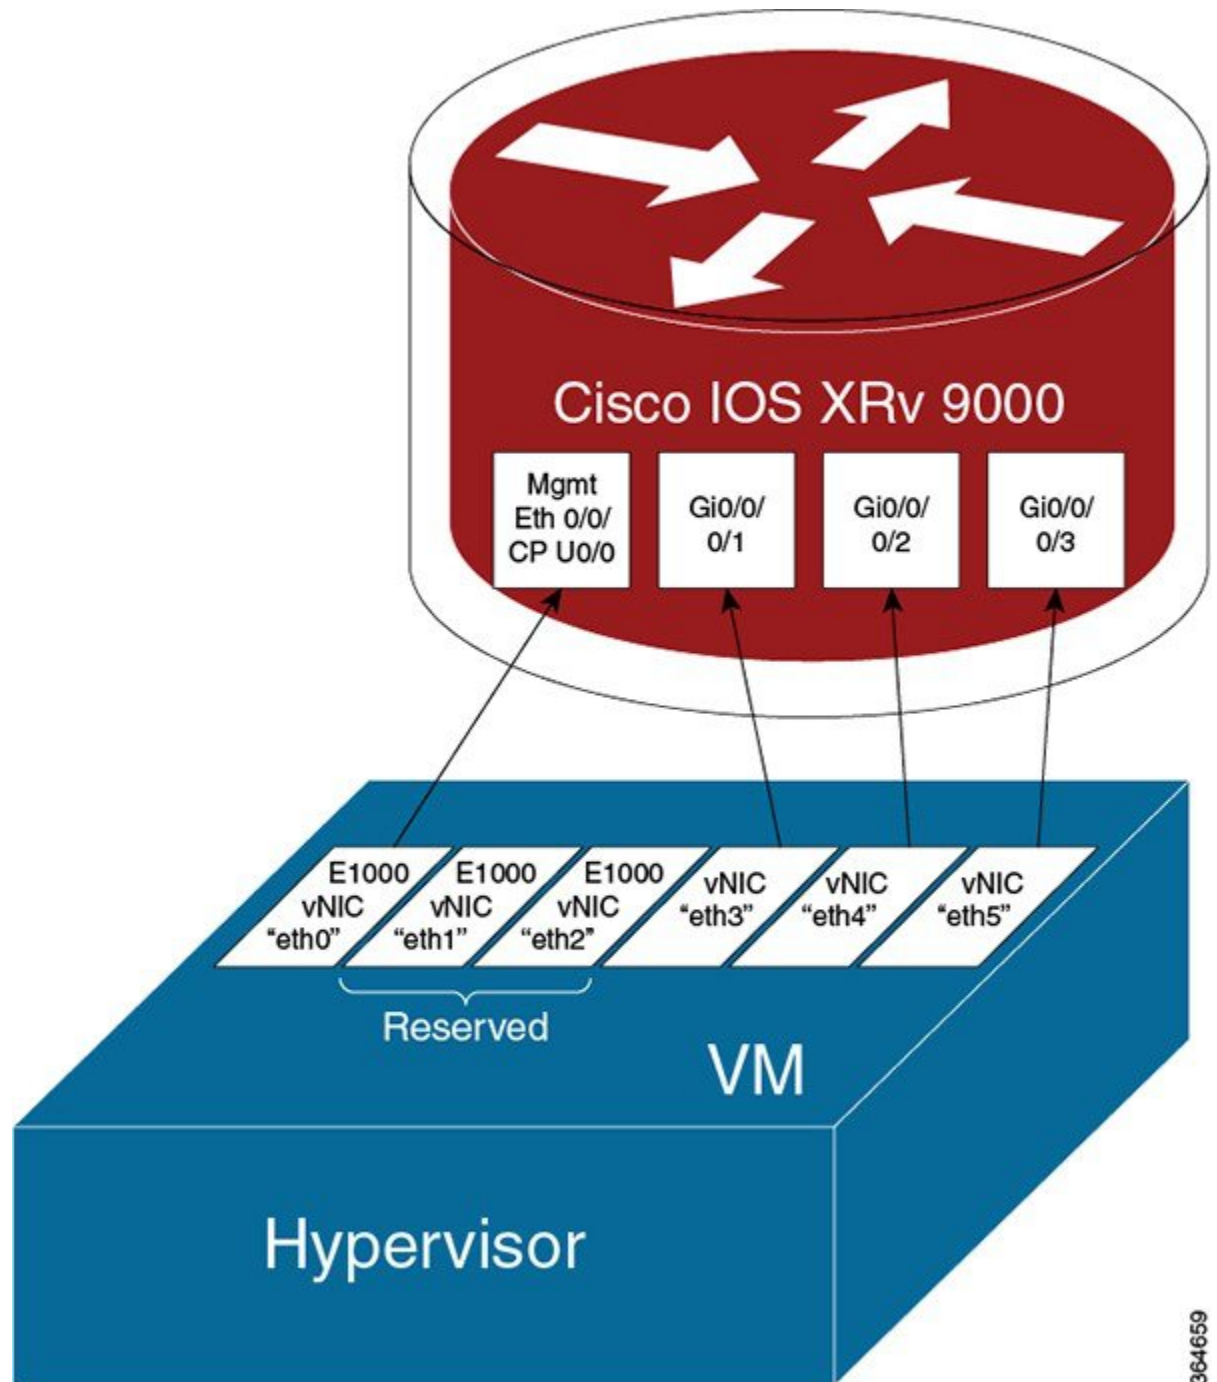 Cisco IOS XRv 9000
Mgmt
Eth 0/0/
CP U0/0
Gi0/0/
0/1
Gi0/0/
0/2
Gi0/0/
0/3
E1000
vNIC
“eth0”
E1000
vNIC
“eth1”
E1000
vNIC
“eth2”
vNIC
“eth3”
vNIC
“eth4”
vNIC
“eth5”
Reserved
VM
Hypervisor
364659